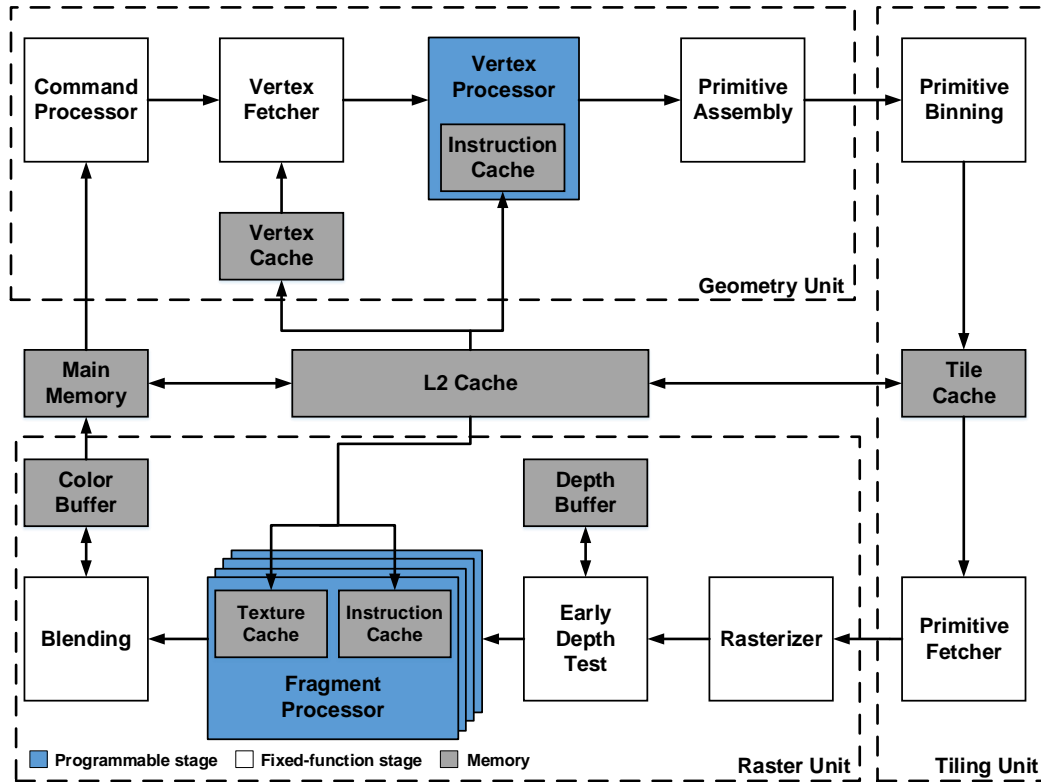 Command
Processor
Vertex
Fetcher
Vertex
Processor
Instruction
Cache
Primitive
Assembly
Primitive
Binning
Vertex
Cache
Geometry Unit
Main
Memory
L2 Cache
Tile
Cache
Color
Buffer
Depth
Buffer
Blending
Texture
Cache
Instruction
Cache
Fragment
Processor
Early
Depth
Test
Rasterizer
Primitive
Fetcher
Programmable stage
Fixed-function stage
Memory
Raster Unit
Tiling Unit